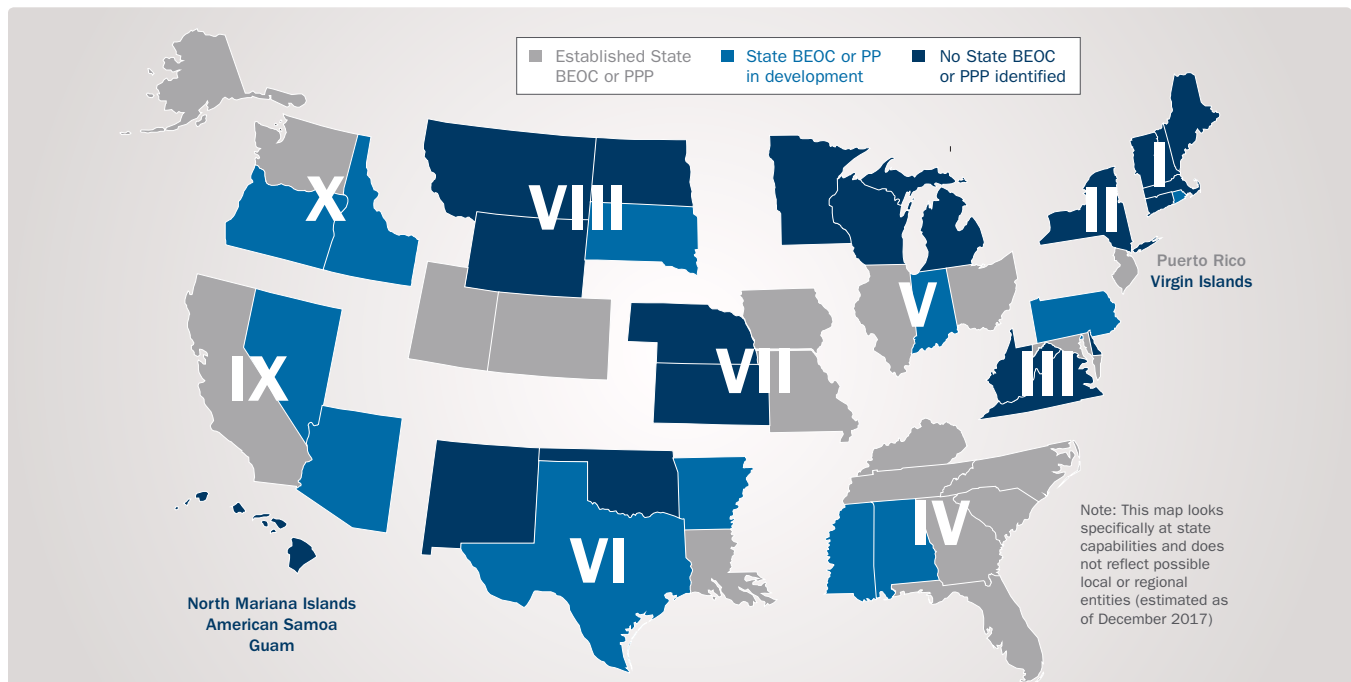 Established State
BEOC or PPP
State BEOC or PP
in development
No State BEOC
or PPP identified
X
VIII
I
II
Puerto Rico
Virgin Islands
V
IX
VII
III
IV
VI
North Mariana Islands
American Samoa
Guam
Note: This map looks
specifically at state
capabilities and does
not reflect possible
local or regional
entities (estimated as
of December 2017)